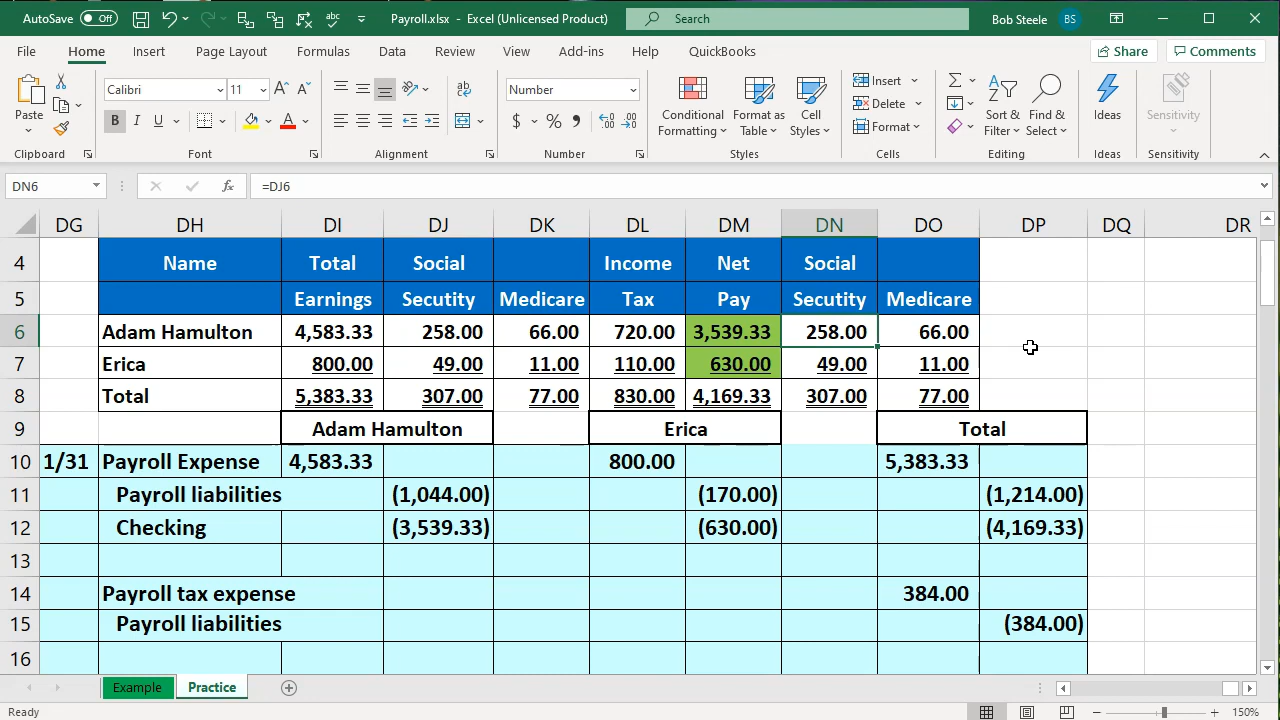 AutoSave Off Payroll.xlsx - Excel (Unlicensed Product) Search Bob Steele BS
File Home Insert Page Layout Formulas Data Review View Add-ins Help QuickBooks Share Comments
Paste Calibri 11 Number Conditional Formatting Format as Table Cell Styles Insert Delete Format Sort & Filter Find & Select Ideas Sensitivity
Clipboard Font Alignment Number Styles Cells Editing Ideas Sensitivity
DN6 fx =DJ6
DG DH DI DJ DK DL DM DN DO DP DQ DR
4 Name Total Social Income Net Social
5 Earnings Secutity Medicare Tax Pay Secutity Medicare
6 Adam Hamulton 4,583.33 258.00 66.00 720.00 3,539.33 258.00 66.00
7 Erica 800.00 49.00 11.00 110.00 630.00 49.00 11.00
8 Total 5,383.33 307.00 77.00 830.00 4,169.33 307.00 77.00
9 Adam Hamulton Erica Total
10 1/31 Payroll Expense 4,583.33 800.00 5,383.33
11 Payroll liabilities (1,044.00) (170.00) (1,214.00)
12 Checking (3,539.33) (630.00) (4,169.33)
13
14 Payroll tax expense 384.00
15 Payroll liabilities (384.00)
16
Example Practice
Ready 150%